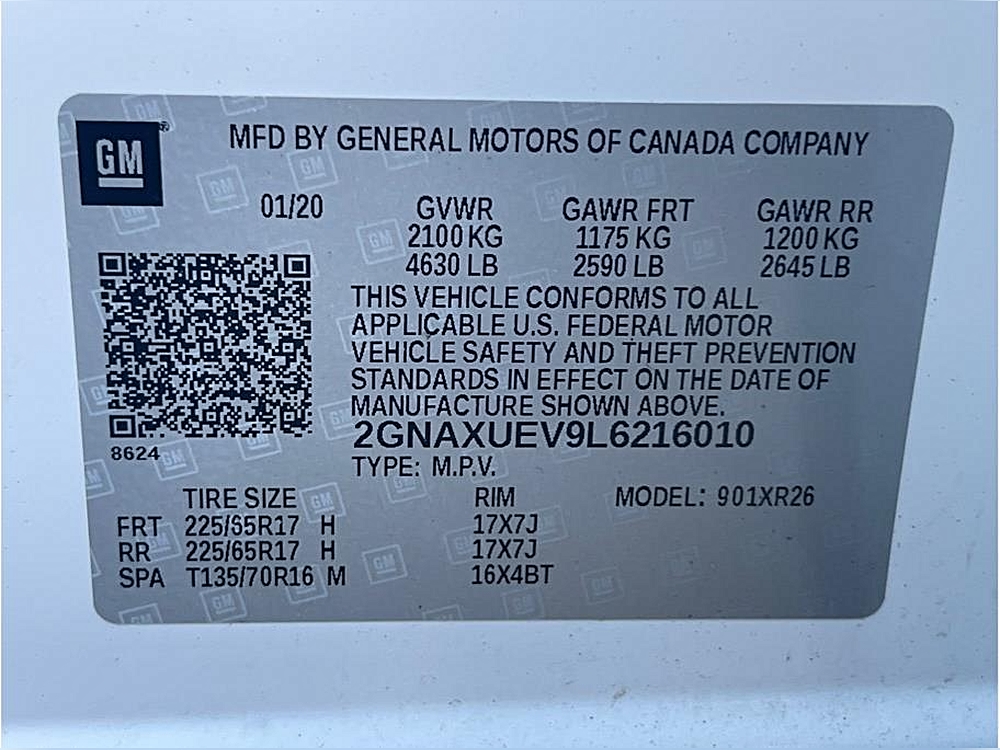 GM
MFD BY GENERAL MOTORS OF CANADA COMPANY
01/20 GVWR GAWR FRT GAWR RR
2100 KG 1175 KG 1200 KG
4630 LB 2590 LB 2645 LB
THIS VEHICLE CONFORMS TO ALL
APPLICABLE U.S. FEDERAL MOTOR
VEHICLE SAFETY AND THEFT PREVENTION
STANDARDS IN EFFECT ON THE DATE OF
MANUFACTURE SHOWN ABOVE.
2GNAXUEV9L6216010
8624
TYPE: M.P.V.
TIRE SIZE RIM MODEL: 901XR26
FRT 225/65R17 H 17X7J
RR 225/65R17 H 17X7J
SPA T135/70R16 M 16X4BT